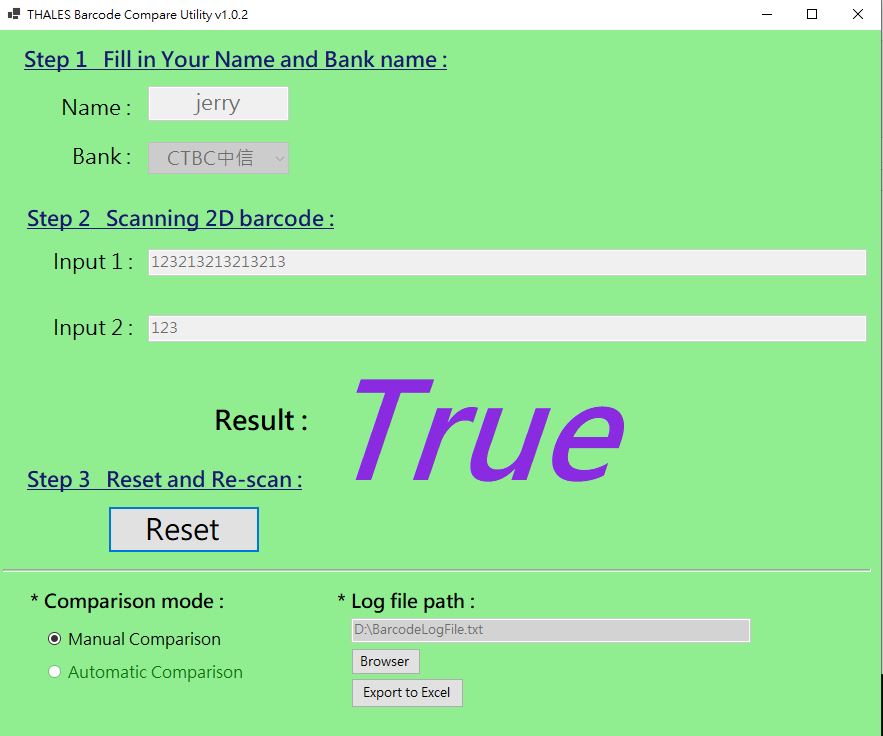 THALES Barcode Compare Utility v1.0.2
Step 1 Fill in Your Name and Bank name :
Name : jerry
Bank : CTBC中信
Step 2 Scanning 2D barcode :
Input 1 : 123213213213213
Input 2 : 123
Result : True
Step 3 Reset and Re-scan :
Reset
* Comparison mode :
Manual Comparison
Automatic Comparison
* Log file path :
D:\BarcodeLogFile.txt
Browser
Export to Excel